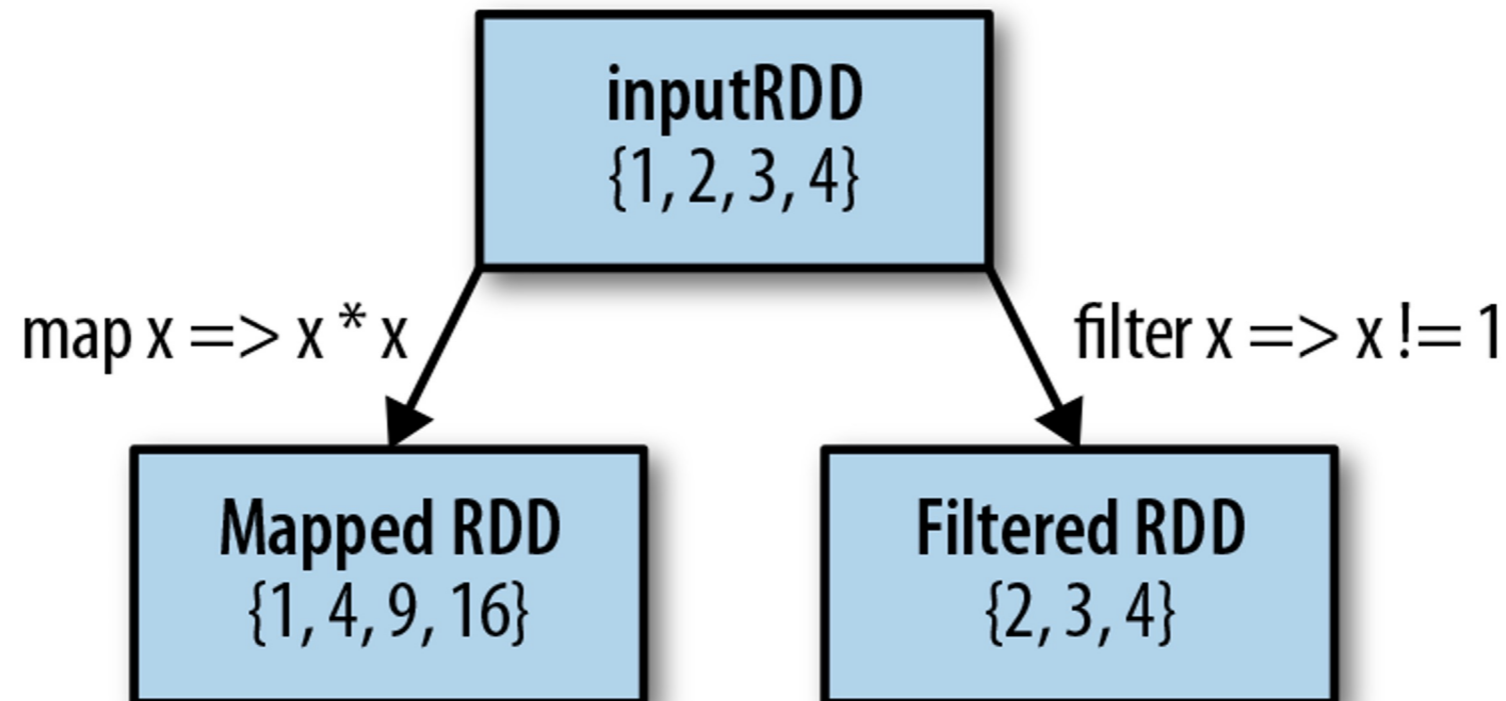 inputRDD
{1, 2, 3, 4}
map x => x * x
filter x => x != 1
Mapped RDD
{1, 4, 9, 16}
Filtered RDD
{2, 3, 4}